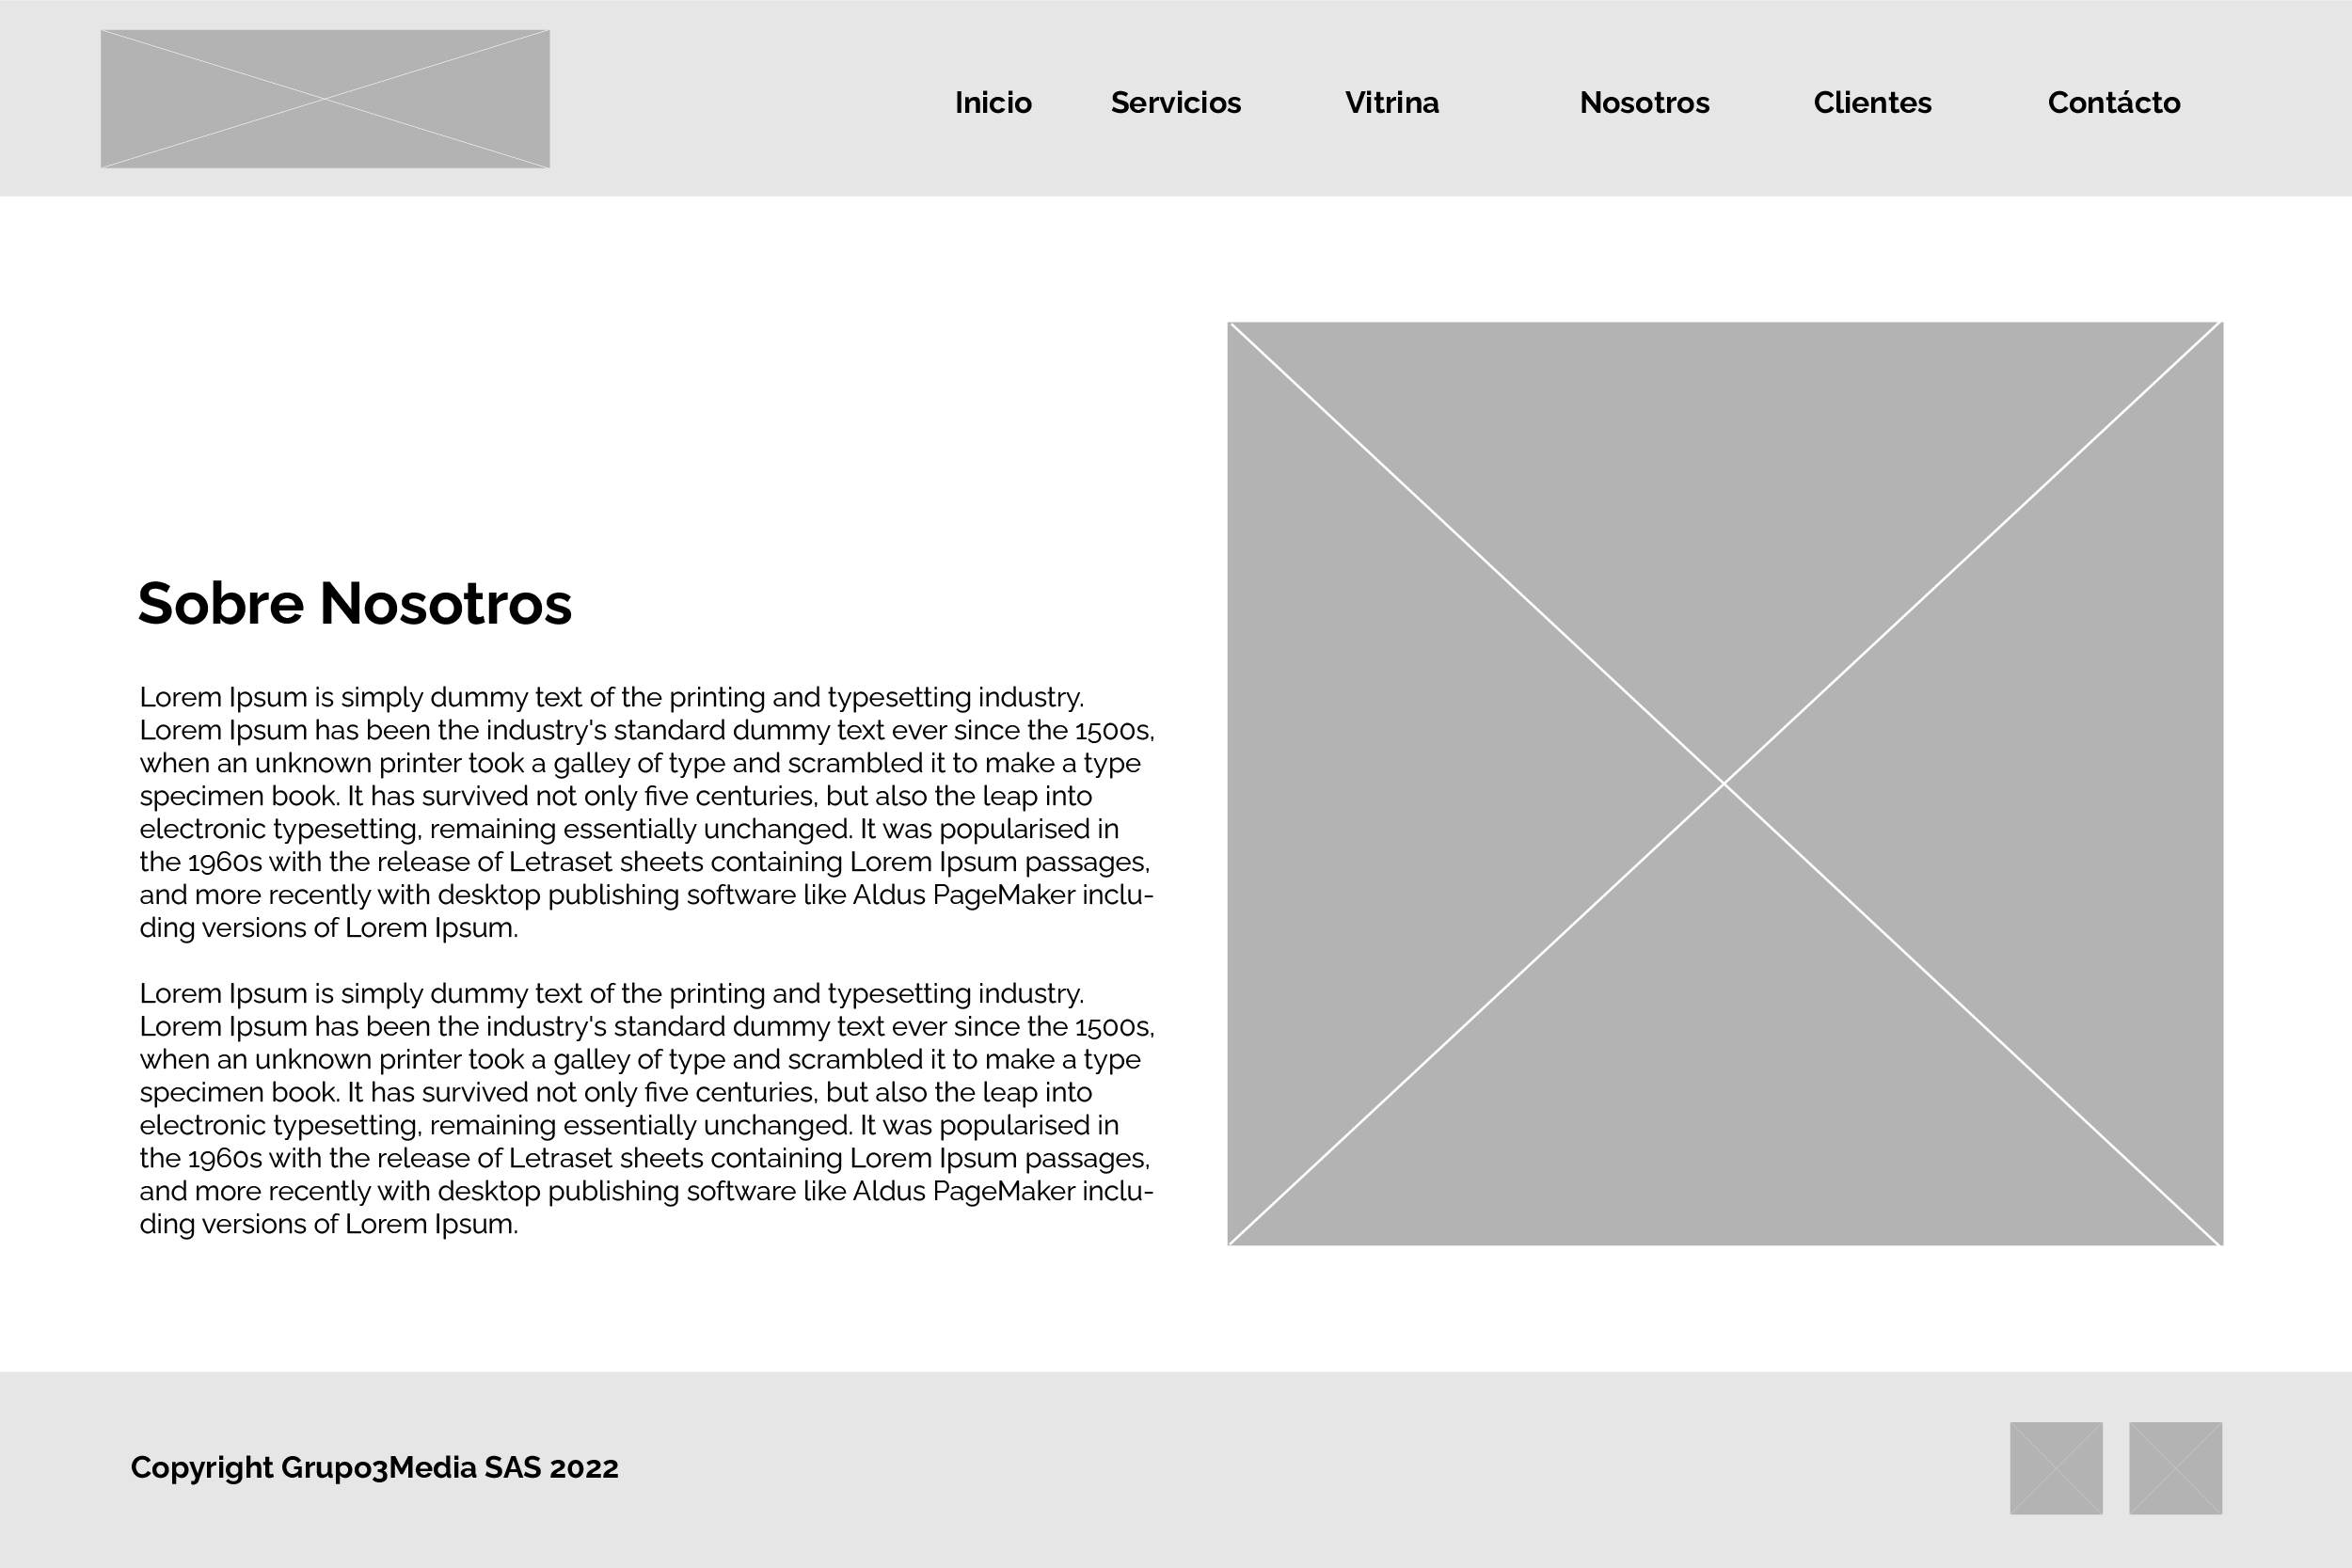 Inicio Servicios Vitrina Nosotros Clientes Contácto
Sobre Nosotros
Lorem Ipsum is simply dummy text of the printing and typesetting industry.
Lorem Ipsum has been the industry's standard dummy text ever since the 1500s,
when an unknown printer took a galley of type and scrambled it to make a type
specimen book. It has survived not only five centuries, but also the leap into
electronic typesetting, remaining essentially unchanged. It was popularised in
the 1960s with the release of Letraset sheets containing Lorem Ipsum passages,
and more recently with desktop publishing software like Aldus PageMaker inclu-
ding versions of Lorem Ipsum.
Lorem Ipsum is simply dummy text of the printing and typesetting industry.
Lorem Ipsum has been the industry's standard dummy text ever since the 1500s,
when an unknown printer took a galley of type and scrambled it to make a type
specimen book. It has survived not only five centuries, but also the leap into
electronic typesetting, remaining essentially unchanged. It was popularised in
the 1960s with the release of Letraset sheets containing Lorem Ipsum passages,
and more recently with desktop publishing software like Aldus PageMaker inclu-
ding versions of Lorem Ipsum.
Copyright Grupo3Media SAS 2022